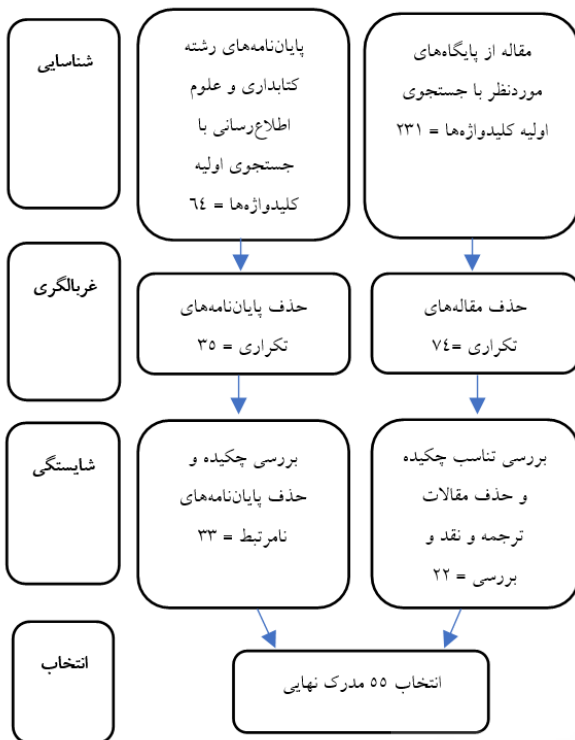 شناسایی
مقاله از پایگاه‌های
موردنظر با جستجوی
اولیه کلیدواژه‌ها = ۲۳۱
پایان‌نامه‌های رشته
کتابداری و علوم
اطلاع‌رسانی با
جستجوی اولیه
کلیدواژه‌ها = ٦٤
غربالگری
حذف مقاله‌های
تکراری =٧٤
حذف پایان‌نامه‌های
تکراری = ۳۵
شایستگی
بررسی تناسب چکیده
و حذف مقالات
ترجمه و نقد و
بررسی = ۲۲
بررسی چکیده و
حذف پایان‌نامه‌های
نامرتبط = ۳۳
انتخاب
انتخاب ۵۵ مدرک نهایی